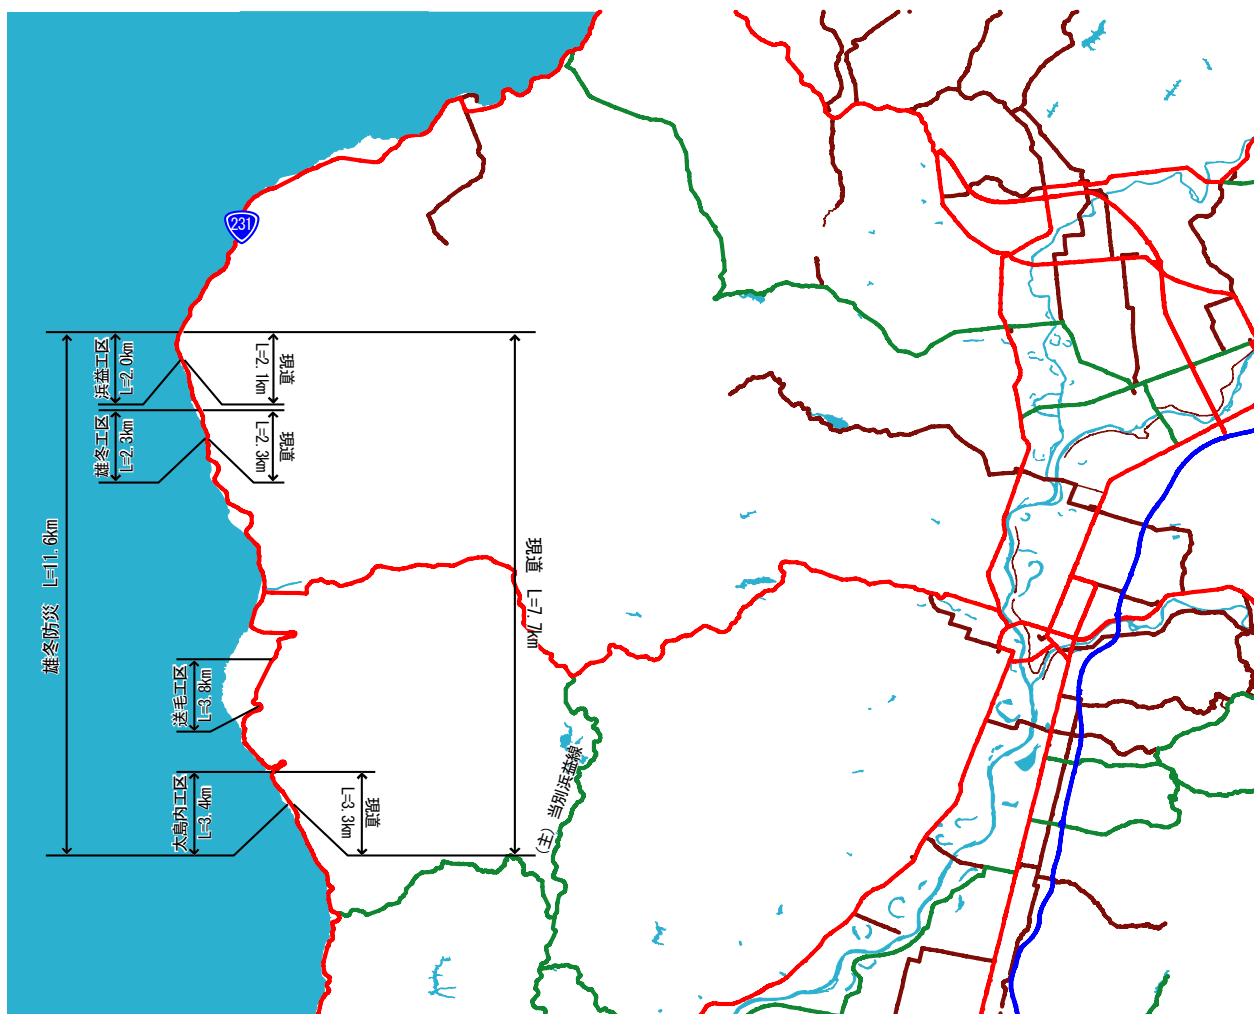 231
浜益工区
L=2.0km
現道
L=2.1km
雄冬工区
L=2.3km
現道
L=2.3km
雄冬防災 L=11.6km
現道 L=7.7km
送毛工区
L=3.8km
太島内工区
L=3.4km
現道
L=3.3km
(主) 当別浜益線